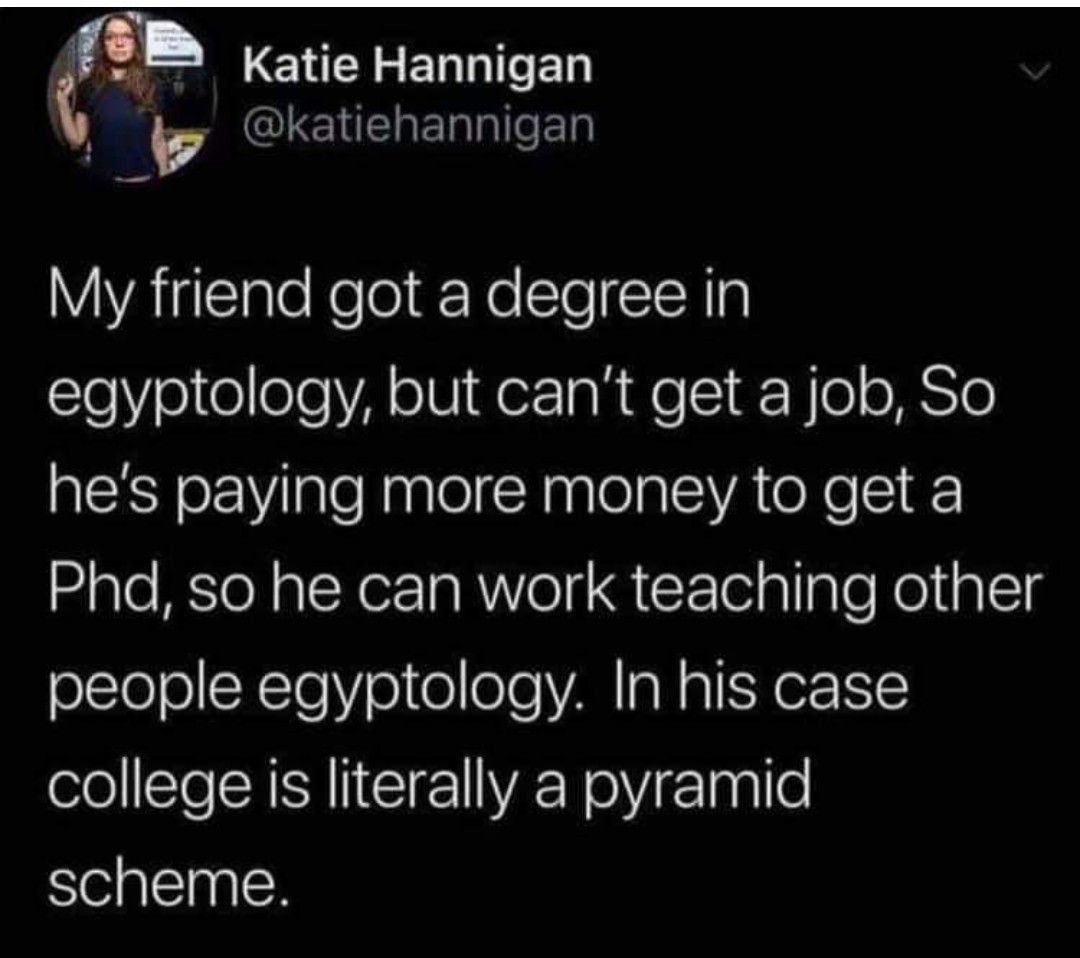 Katie Hannigan
@katiehannigan
My friend got a degree in
egyptology, but can't get a job, So
he's paying more money to get a
Phd, so he can work teaching other
people egyptology.  In his case
college is literally a pyramid
scheme.